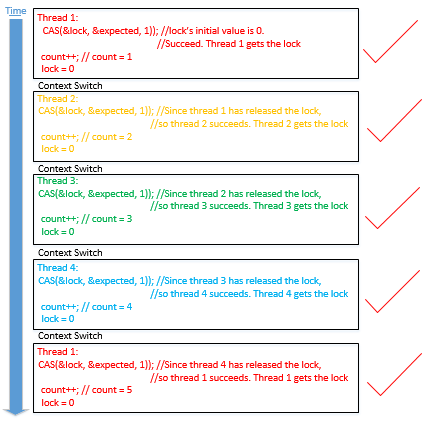 Time
Thread 1:
CAS(&lock, &expected, 1)); //lock's initial value is 0.
//Succeed. Thread 1 gets the lock
count++; // count = 1
lock = 0
Context Switch
Thread 2:
CAS(&lock, &expected, 1)); //Since thread 1 has released the lock,
//so thread 2 succeeds. Thread 2 gets the lock
count++; // count = 2
lock = 0
Context Switch
Thread 3:
CAS(&lock, &expected, 1)); //Since thread 2 has released the lock,
//so thread 3 succeeds. Thread 3 gets the lock
count++; // count = 3
lock = 0
Context Switch
Thread 4:
CAS(&lock, &expected, 1)); //Since thread 3 has released the lock,
//so thread 4 succeeds. Thread 4 gets the lock
count++; // count = 4
lock = 0
Context Switch
Thread 1:
CAS(&lock, &expected, 1)); //Since thread 4 has released the lock,
//so thread 1 succeeds. Thread 1 gets the lock
count++; // count = 5
lock = 0